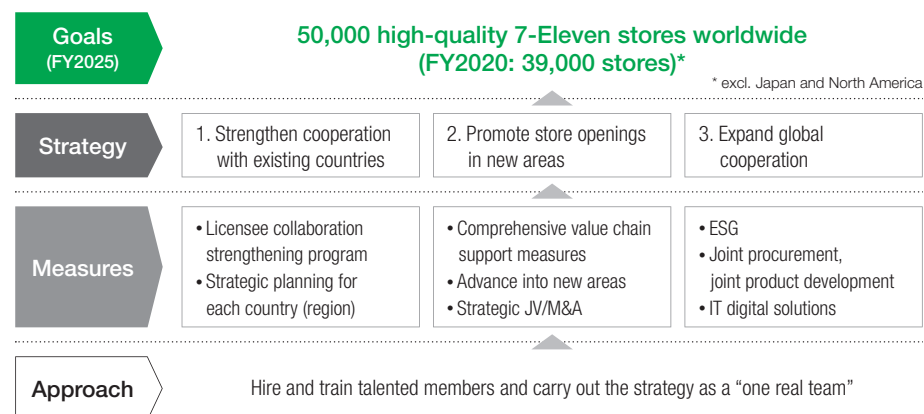 Goals
(FY2025)
50,000 high-quality 7-Eleven stores worldwide
(FY2020: 39,000 stores)*
* excl. Japan and North America
Strategy
1. Strengthen cooperation
with existing countries
2. Promote store openings
in new areas
3. Expand global
cooperation
Measures
• Licensee collaboration
strengthening program
• Strategic planning for
each country (region)
• Comprehensive value chain
support measures
• Advance into new areas
• Strategic JV/M&A
• ESG
• Joint procurement,
joint product development
• IT digital solutions
Approach
Hire and train talented members and carry out the strategy as a “one real team”